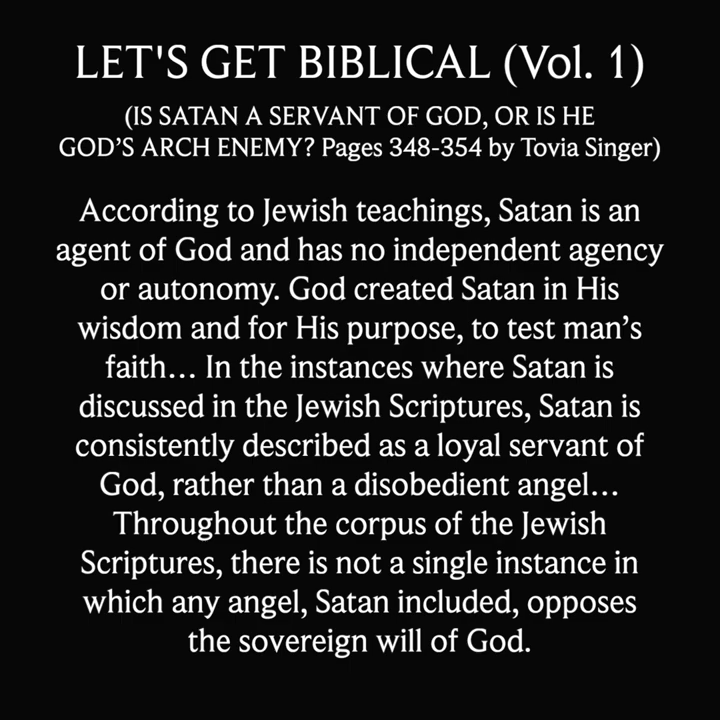 LET'S GET BIBLICAL (Vol. 1)
(IS SATAN A SERVANT OF GOD, OR IS HE
GOD’S ARCH ENEMY? Pages 348-354 by Tovia Singer)
According to Jewish teachings, Satan is an
agent of God and has no independent agency
or autonomy. God created Satan in His
wisdom and for His purpose, to test man’s
faith... In the instances where Satan is
discussed in the Jewish Scriptures, Satan is
consistently described as a loyal servant of
God, rather than a disobedient angel...
Throughout the corpus of the Jewish
Scriptures, there is not a single instance in
which any angel, Satan included, opposes
the sovereign will of God.